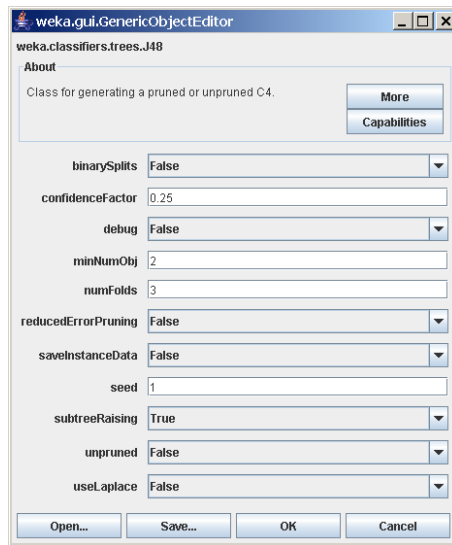 weka.gui.GenericObjectEditor
weka.classifiers.trees.J48
About
Class for generating a pruned or unpruned C4.
More
Capabilities
binarySplits False
confidenceFactor 0.25
debug False
minNumObj 2
numFolds 3
reducedErrorPruning False
saveInstanceData False
seed 1
subtreeRaising True
unpruned False
useLaplace False
Open... Save... OK Cancel